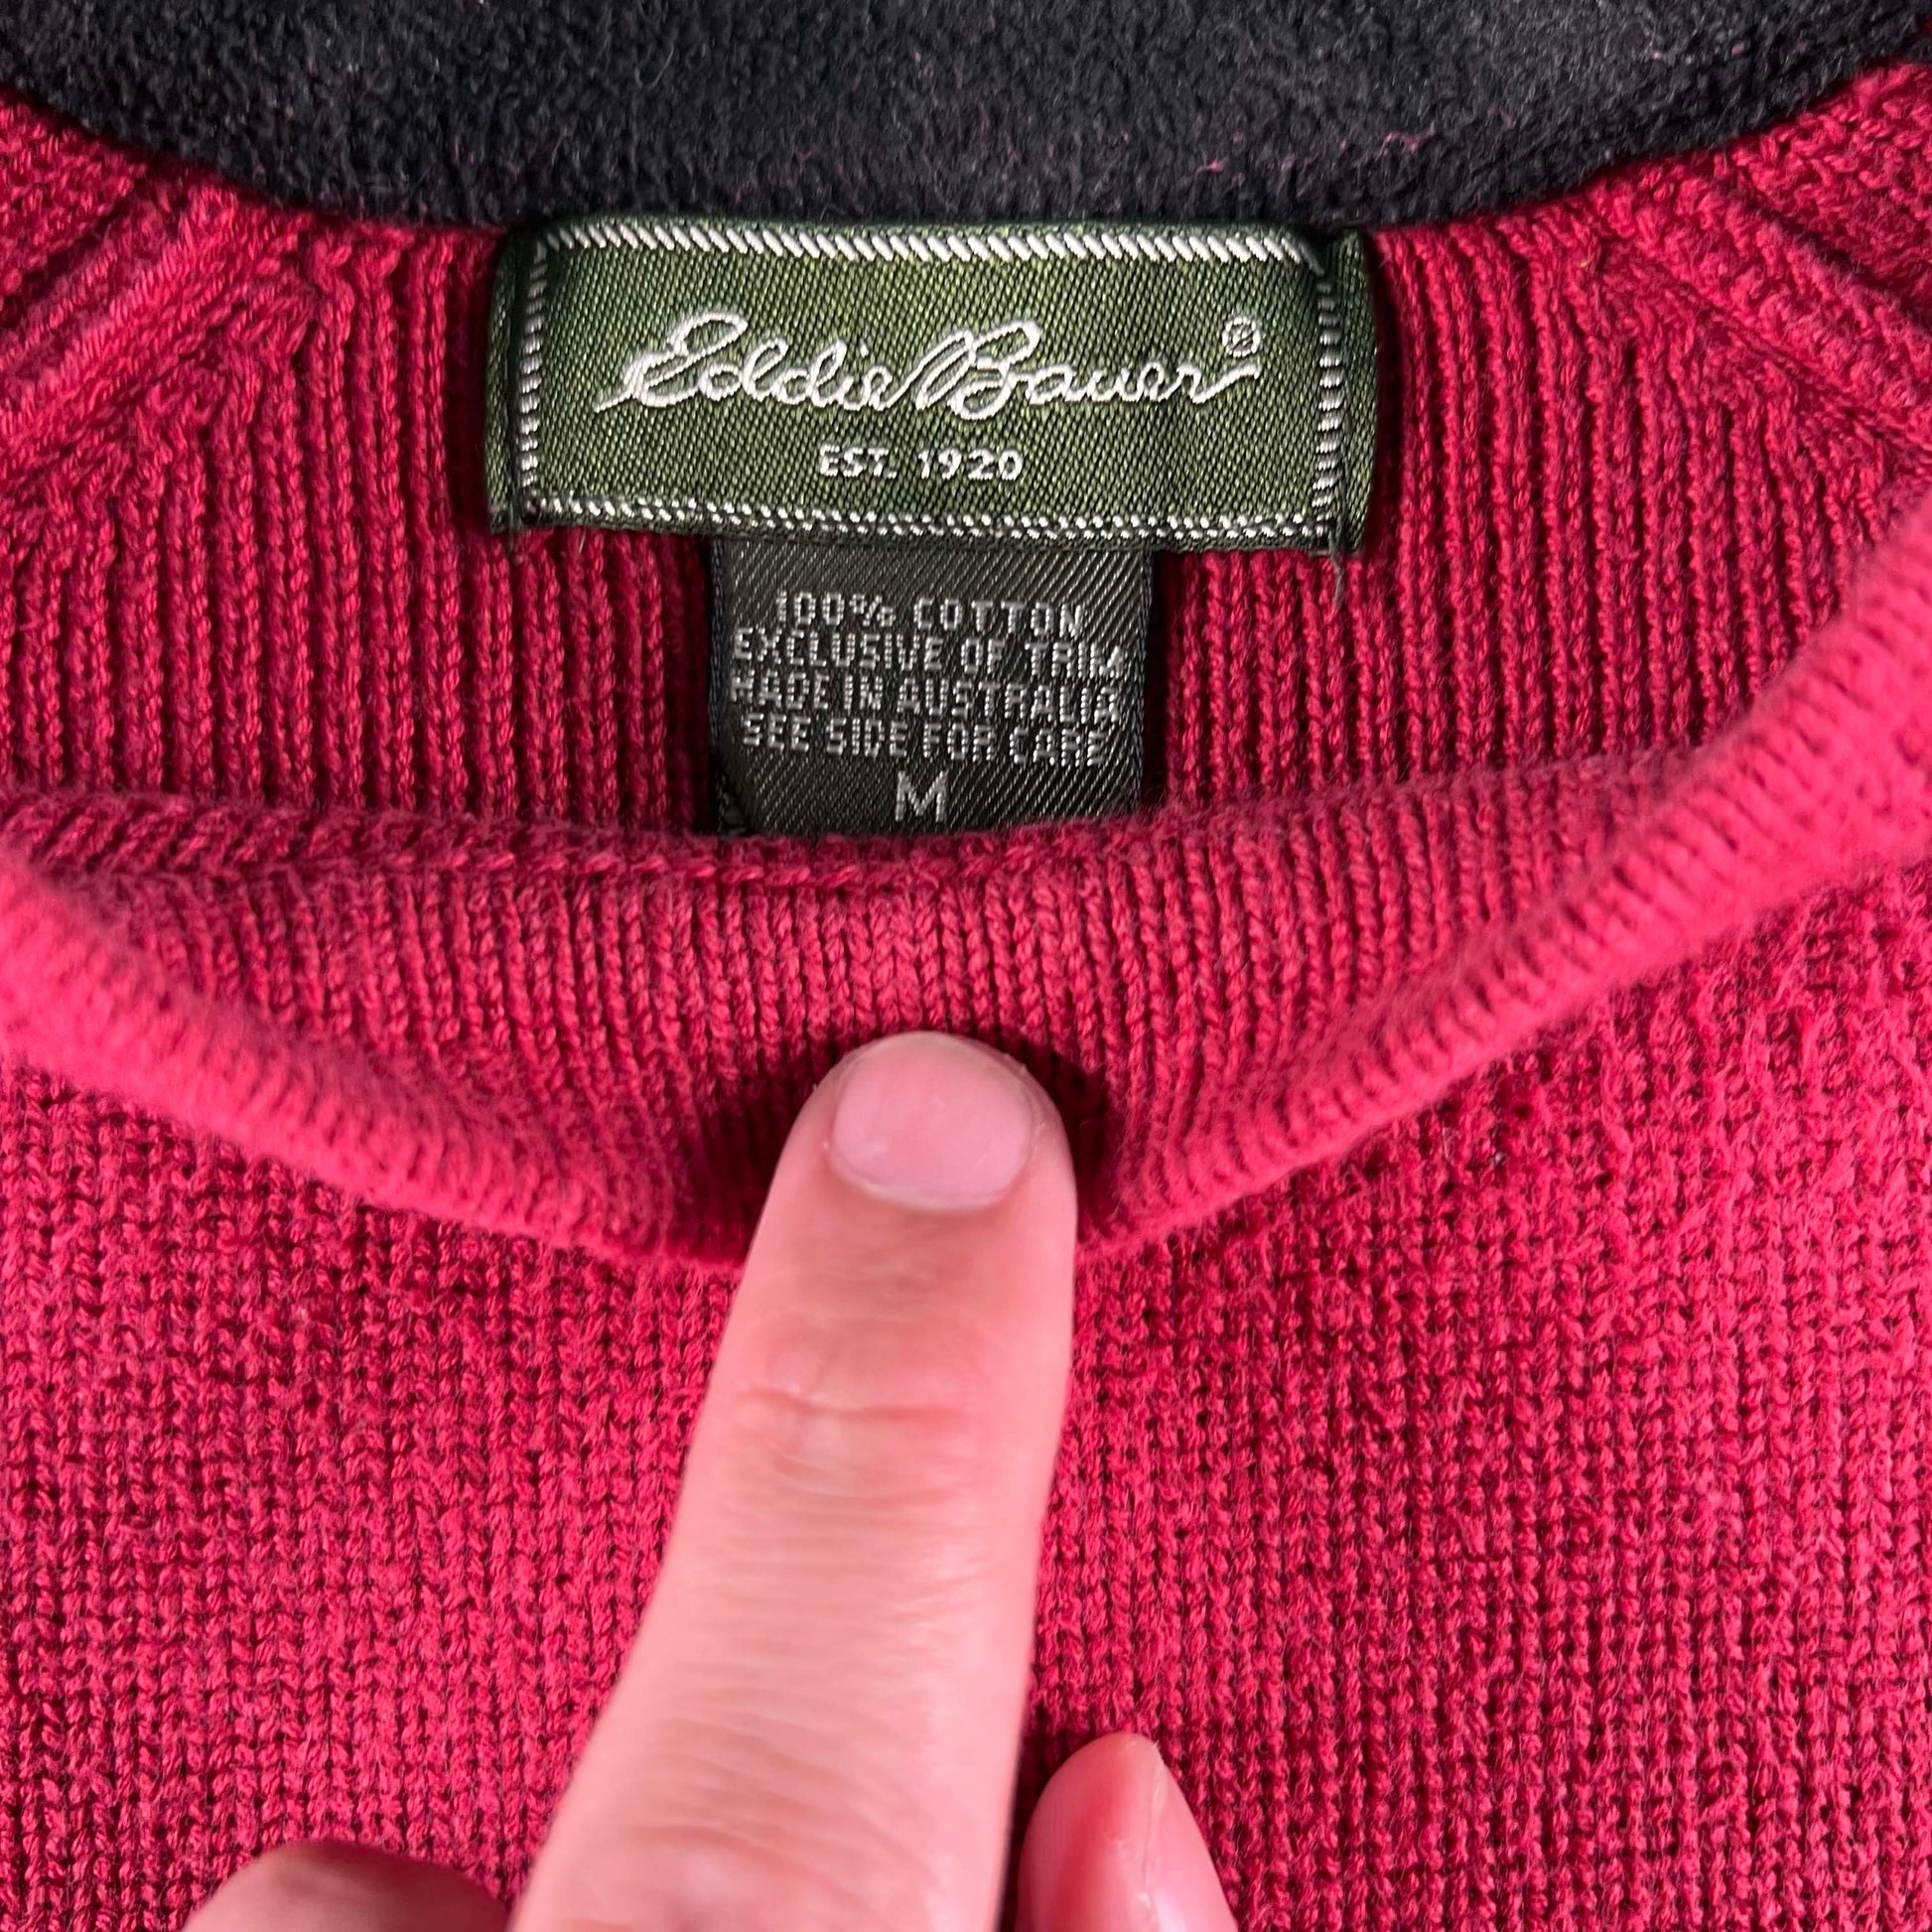 Eddie Bauer®
EST. 1920
100% COTTON
EXCLUSIVE OF TRIM
MADE IN AUSTRALIA
SEE SIDE FOR CARE
M